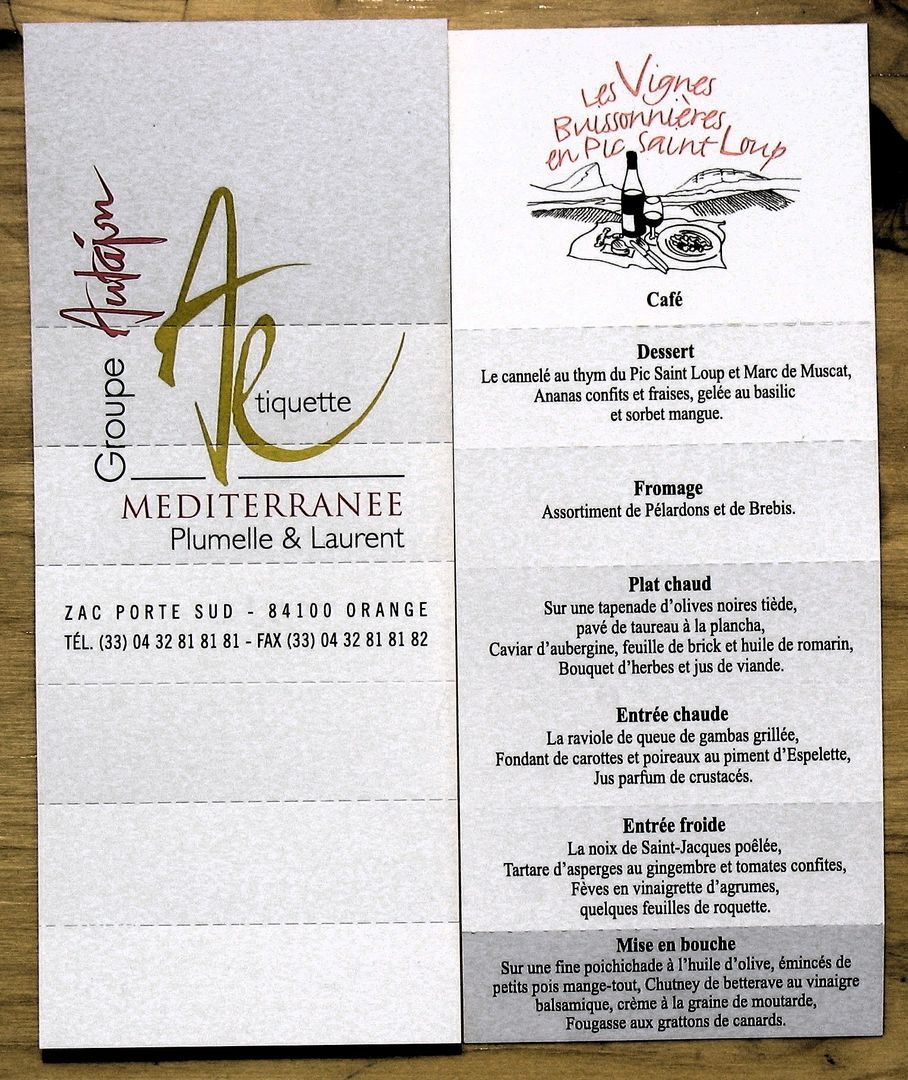 Groupe Autajon
Ae
tiquette
MEDITERRANEE
Plumelle & Laurent
ZAC PORTE SUD - 84100 ORANGE
TÉL. (33) 04 32 81 81 81 - FAX (33) 04 32 81 81 82
Les Vignes
Buissonnières
en Pic Saint Loup
Café
Dessert
Le cannelé au thym du Pic Saint Loup et Marc de Muscat,
Ananas confits et fraises, gelée au basilic
et sorbet mangue.
Fromage
Assortiment de Pélardons et de Brebis.
Plat chaud
Sur une tapenade d'olives noires tiède,
pavé de taureau à la plancha,
Caviar d'aubergine, feuille de brick et huile de romarin,
Bouquet d'herbes et jus de viande.
Entrée chaude
La raviole de queue de gambas grillée,
Fondant de carottes et poireaux au piment d'Espelette,
Jus parfum de crustacés.
Entrée froide
La noix de Saint-Jacques poêlée,
Tartare d'asperges au gingembre et tomates confites,
Fèves en vinaigrette d'agrumes,
quelques feuilles de roquette.
Mise en bouche
Sur une fine poichichade à l'huile d'olive, émincés de
petits pois mange-tout, Chutney de betterave au vinaigre
balsamique, crème à la graine de moutarde,
Fougasse aux grattons de canards.